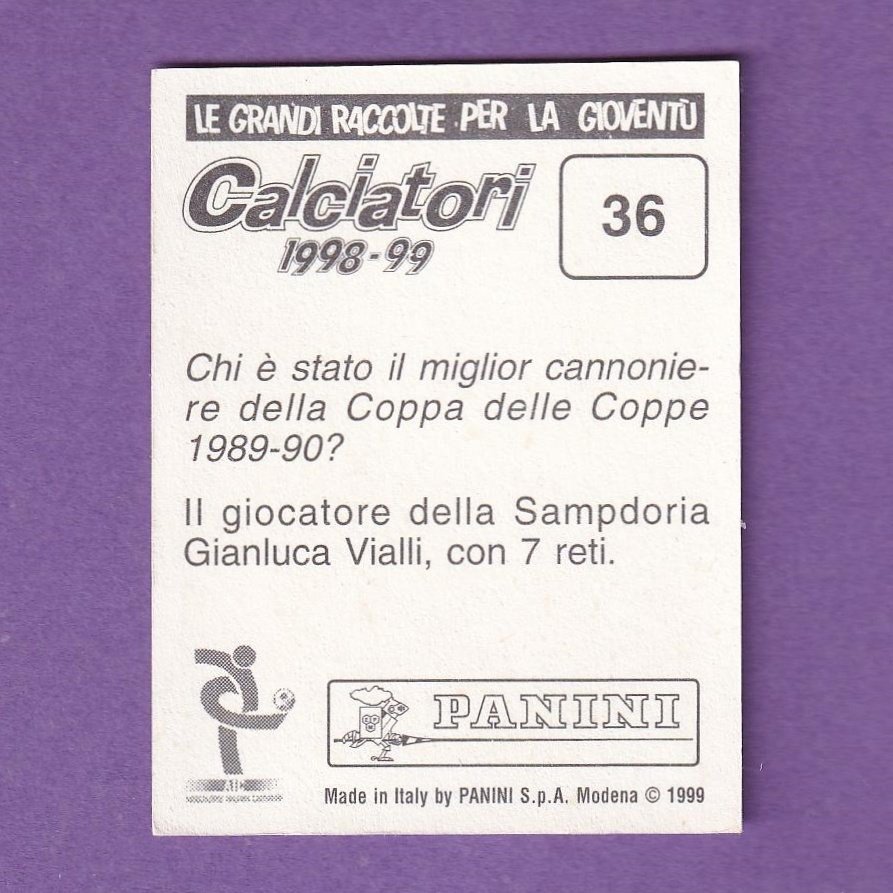 LE GRANDI RACCOLTE PER LA GIOVENTÙ
Calciatori
1998-99
36
Chi è stato il miglior cannonie-
re della Coppa delle Coppe
1989-90?
Il giocatore della Sampdoria
Gianluca Vialli, con 7 reti.
PANINI
Made in Italy by PANINI S.p.A. Modena © 1999